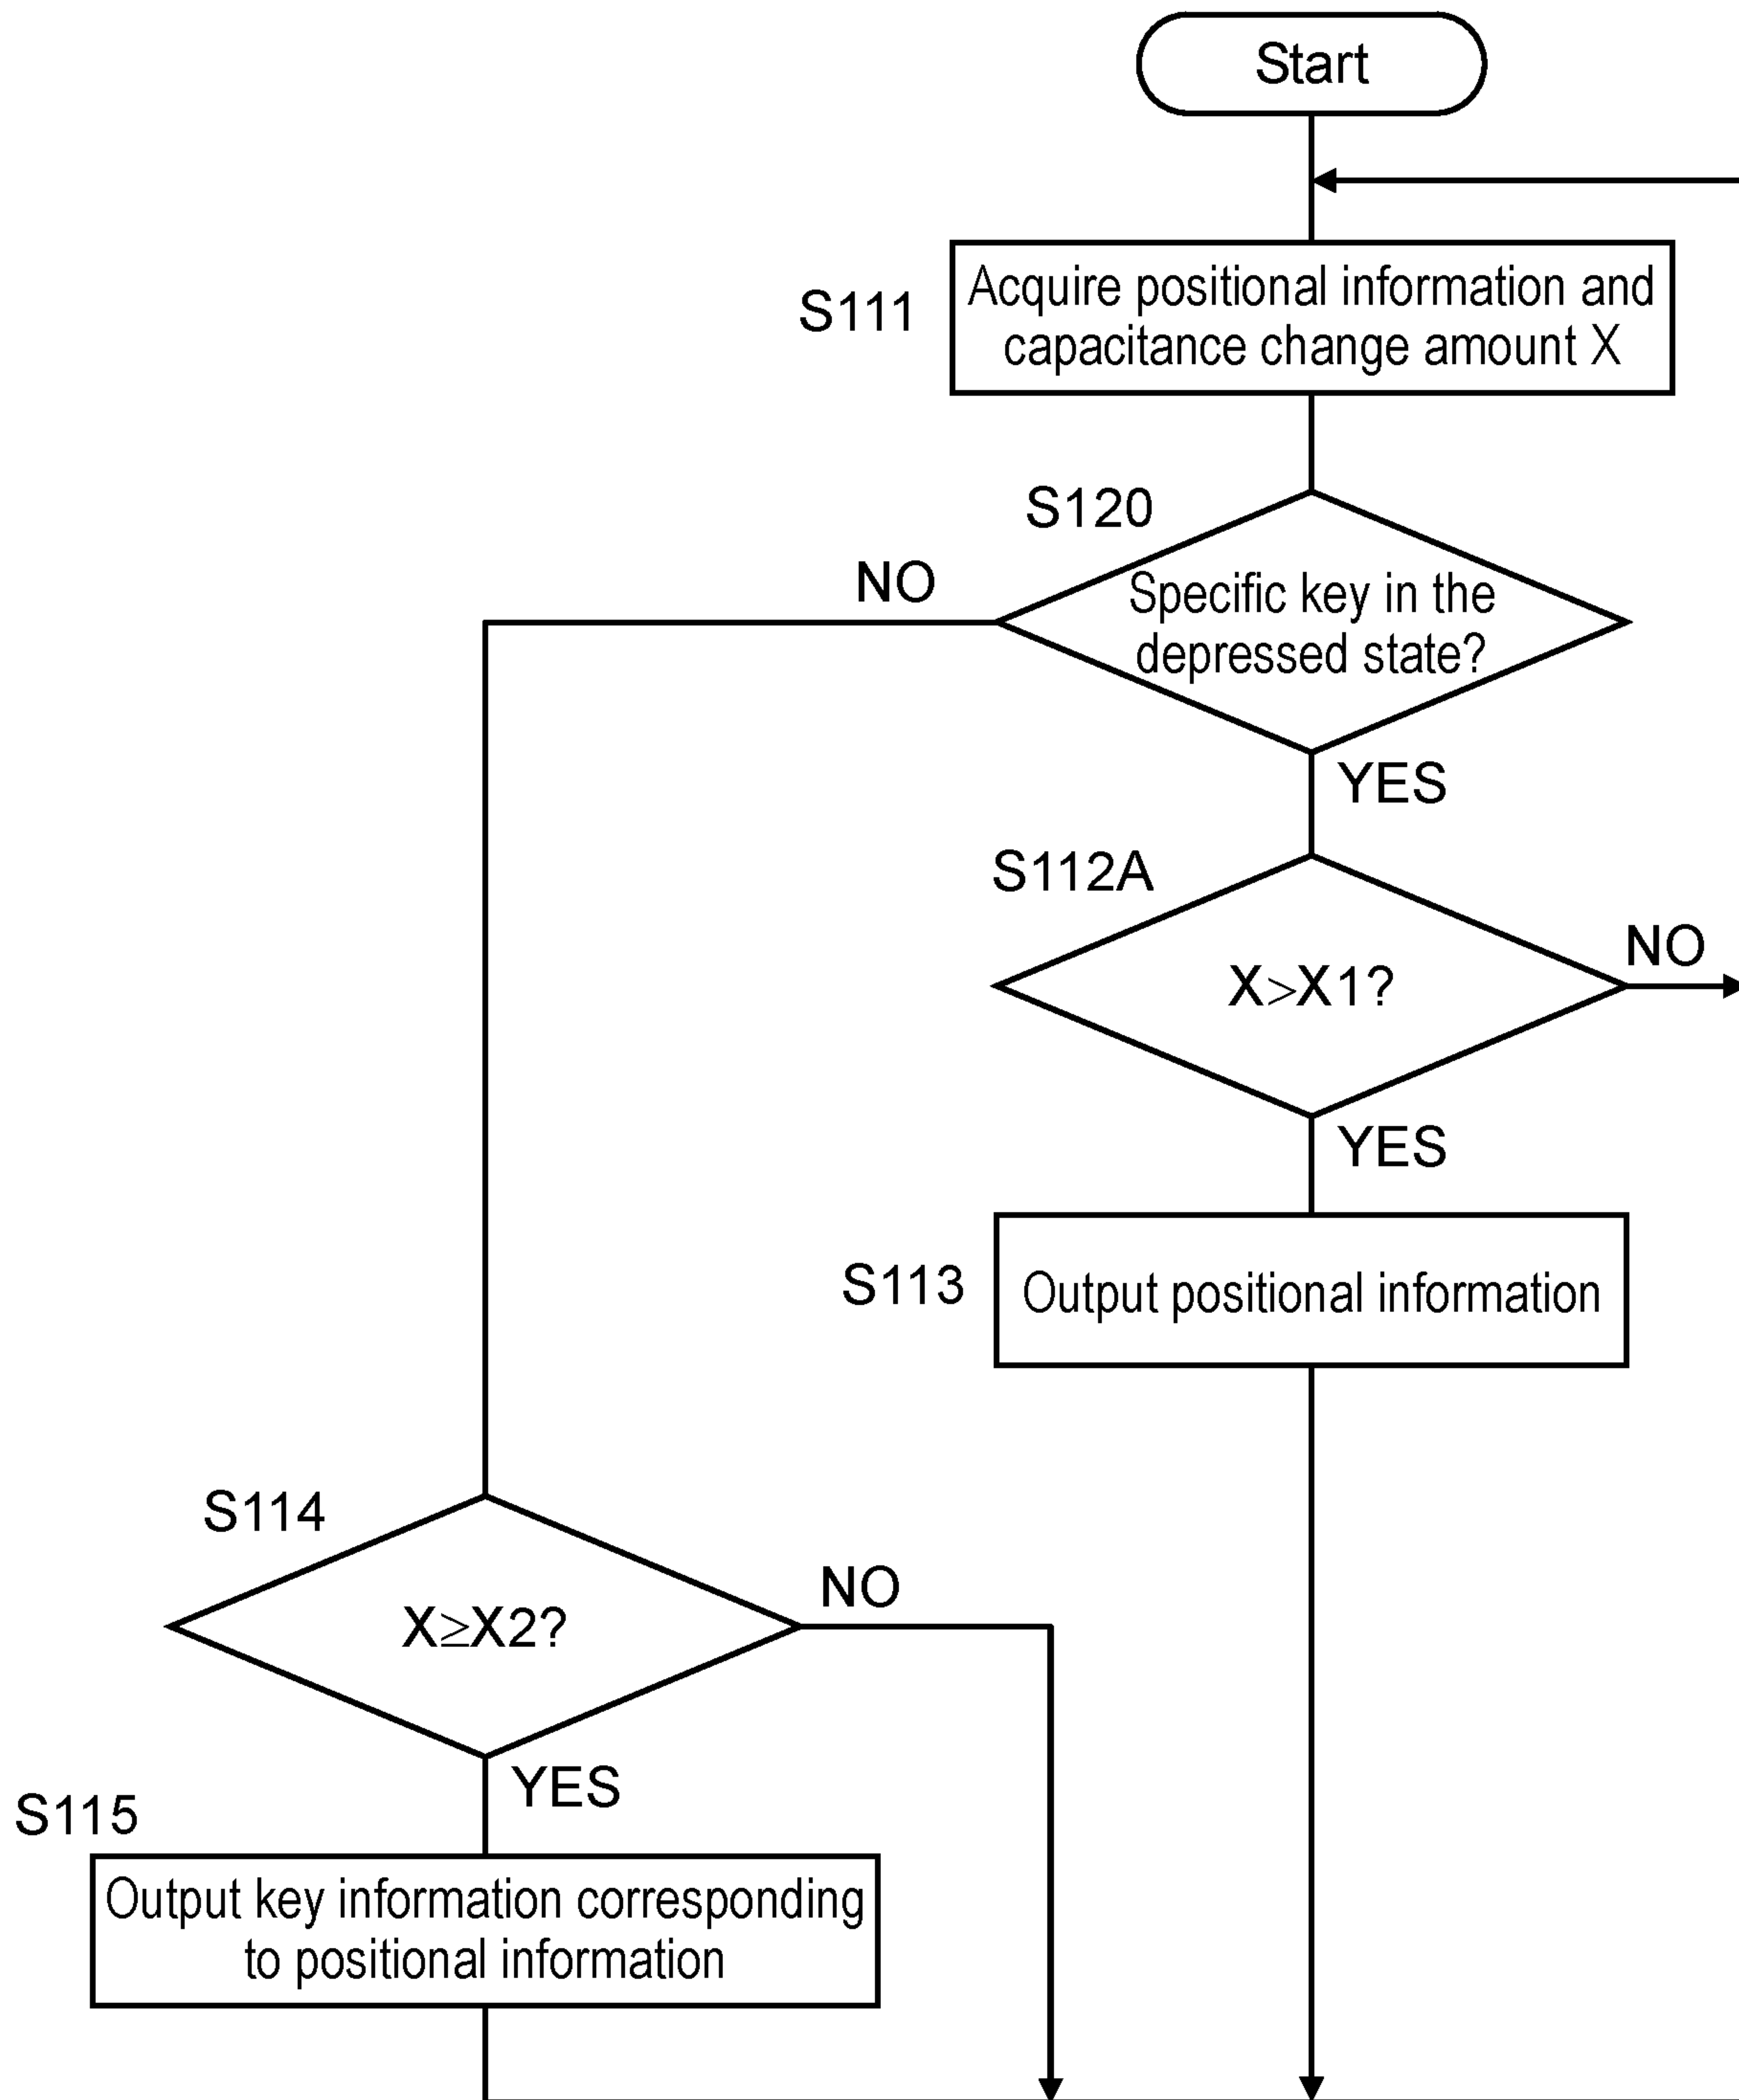 Start
S111
Acquire positional information and
capacitance change amount X
S120
NO
Specific key in the
depressed state?
YES
S112A
NO
X>X1?
YES
S113
Output positional information
S114
NO
X≥X2?
YES
S115
Output key information corresponding
to positional information